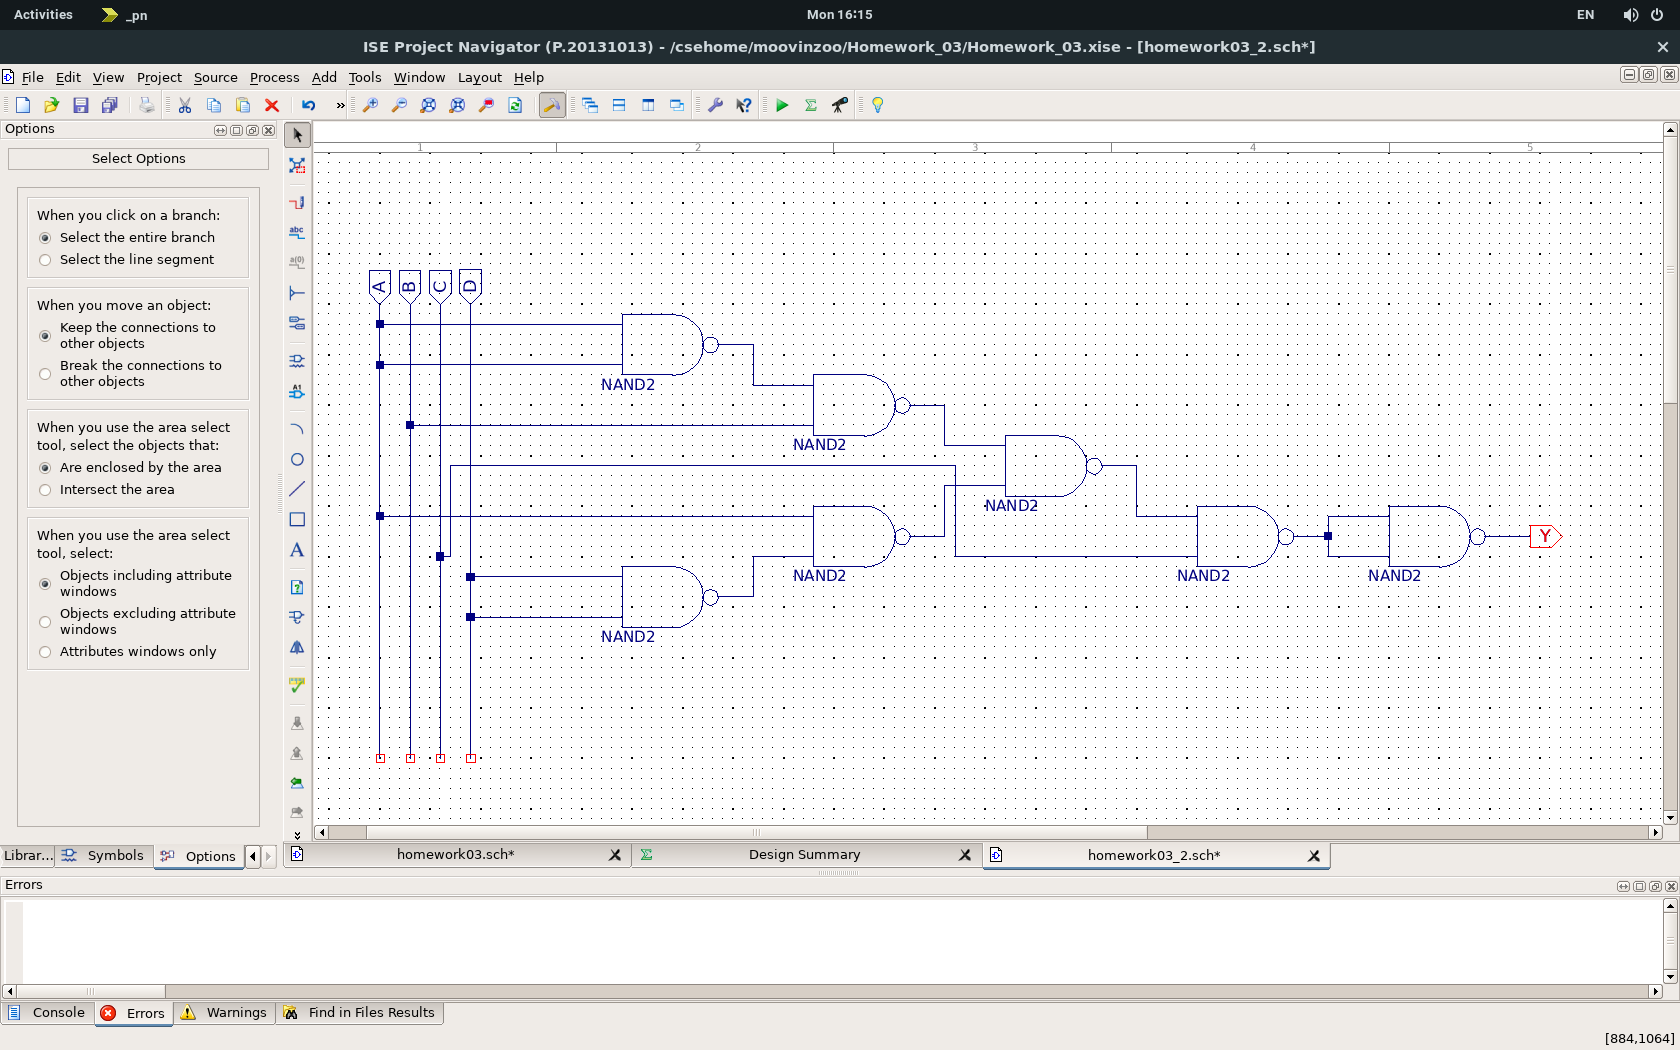 Activities
_pn
Mon 16:15
EN
ISE Project Navigator (P.20131013) - /csehome/moovinzoo/Homework_03/Homework_03.xise - [homework03_2.sch*]
File Edit View Project Source Process Add Tools Window Layout Help
Options
Select Options
When you click on a branch:
Select the entire branch
Select the line segment
When you move an object:
Keep the connections to
other objects
Break the connections to
other objects
When you use the area select
tool, select the objects that:
Are enclosed by the area
Intersect the area
When you use the area select
tool, select:
Objects including attribute
windows
Objects excluding attribute
windows
Attributes windows only
abc
a(0)
A1
A
1 2 3 4 5
A B C D
NAND2
NAND2
NAND2
NAND2
NAND2
NAND2
NAND2
Y
Librar...
Symbols
Options
homework03.sch*
Design Summary
homework03_2.sch*
Errors
Console
Errors
Warnings
Find in Files Results
[884,1064]